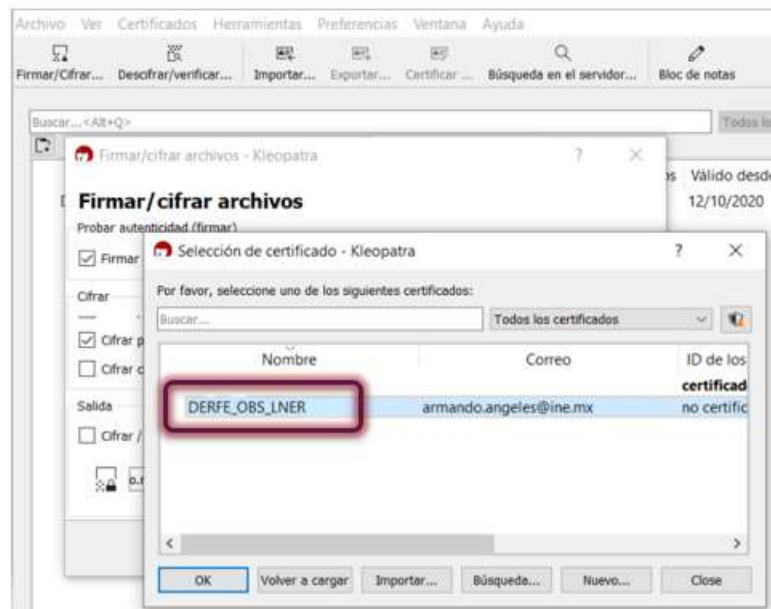 Archivo Ver Certificados Herramientas Preferencias Ventana Ayuda
Firmar/Cifrar... Descifrar/verificar... Importar... Exportar... Certificar ... Búsqueda en el servidor... Bloc de notas
Buscar...<Alt+Q> Todos los
Firmar/cifrar archivos - Kleopatra ? ×
os Válido desde
12/10/2020
Firmar/cifrar archivos
Probar autenticidad (firmar)
Firmar
Selección de certificado - Kleopatra ? ×
Cifrar
Por favor, seleccione uno de los siguientes certificados:
Buscar... Todos los certificados
Cifrar p
Cifrar c
Nombre Correo ID de los
certificad
DERFE_OBS_LNER armando.angeles@ine.mx no certific
Salida
Cifrar /
OK Volver a cargar Importar... Búsqueda... Nuevo... Close